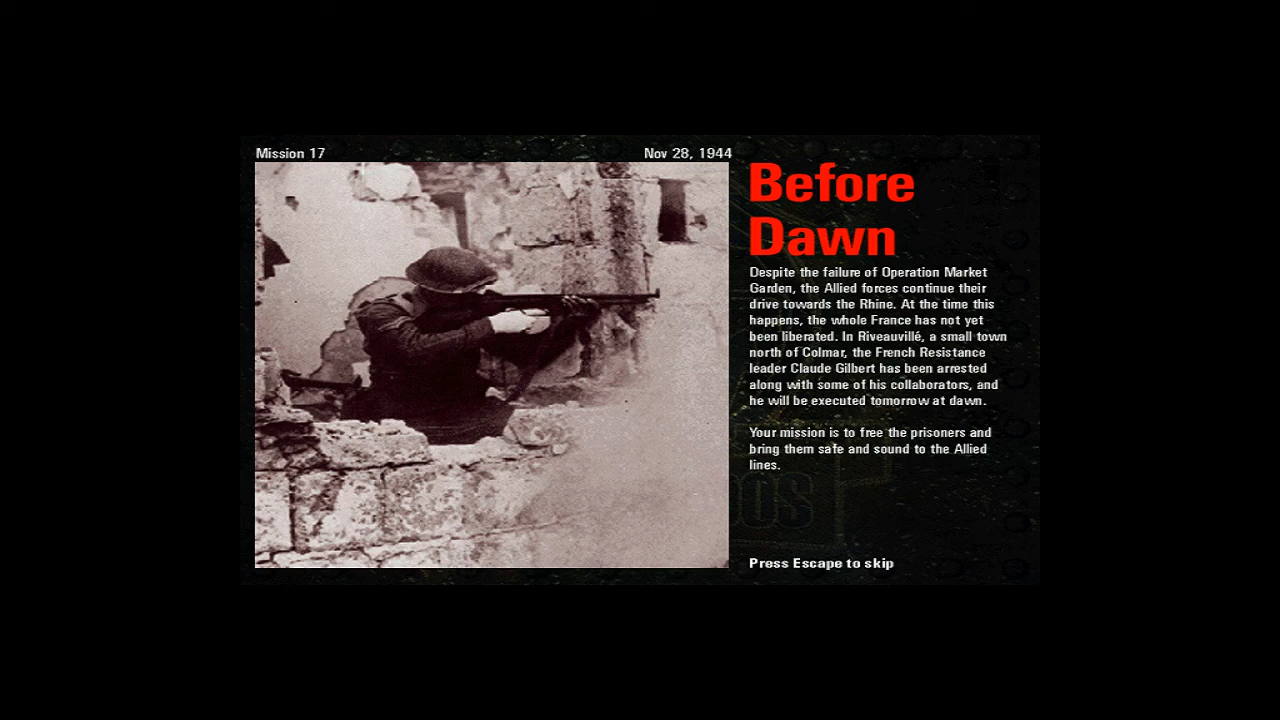 Mission 17
Nov 28, 1944
Before
Dawn
Despite the failure of Operation Market
Garden, the Allied forces continue their
drive towards the Rhine. At the time this
happens, the whole France has not yet
been liberated. In Riveauvillé, a small town
north of Colmar, the French Resistance
leader Claude Gilbert has been arrested
along with some of his collaborators, and
he will be executed tomorrow at dawn.
Your mission is to free the prisoners and
bring them safe and sound to the Allied
lines.
OS
Press Escape to skip